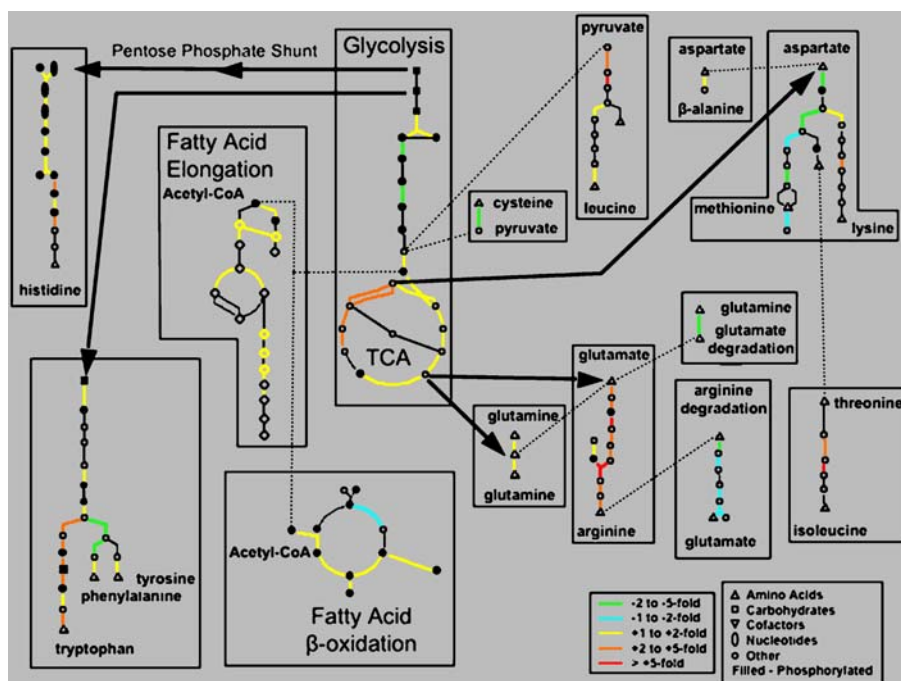 Pentose Phosphate Shunt
Glycolysis
pyruvate
aspartate
aspartate
β-alanine
Fatty Acid
Elongation
Acetyl-CoA
cysteine
pyruvate
leucine
methionine
lysine
histidine
TCA
glutamine
glutamate
degradation
glutamate
arginine
degradation
threonine
glutamine
glutamine
arginine
glutamate
isoleucine
Acetyl-CoA
tyrosine
phenylalanine
tryptophan
Fatty Acid
β-oxidation
-2 to -5-fold
-1 to -2-fold
+1 to +2-fold
+2 to +5-fold
> +5-fold
Amino Acids
Carbohydrates
Cofactors
Nucleotides
Other
Filled - Phosphorylated